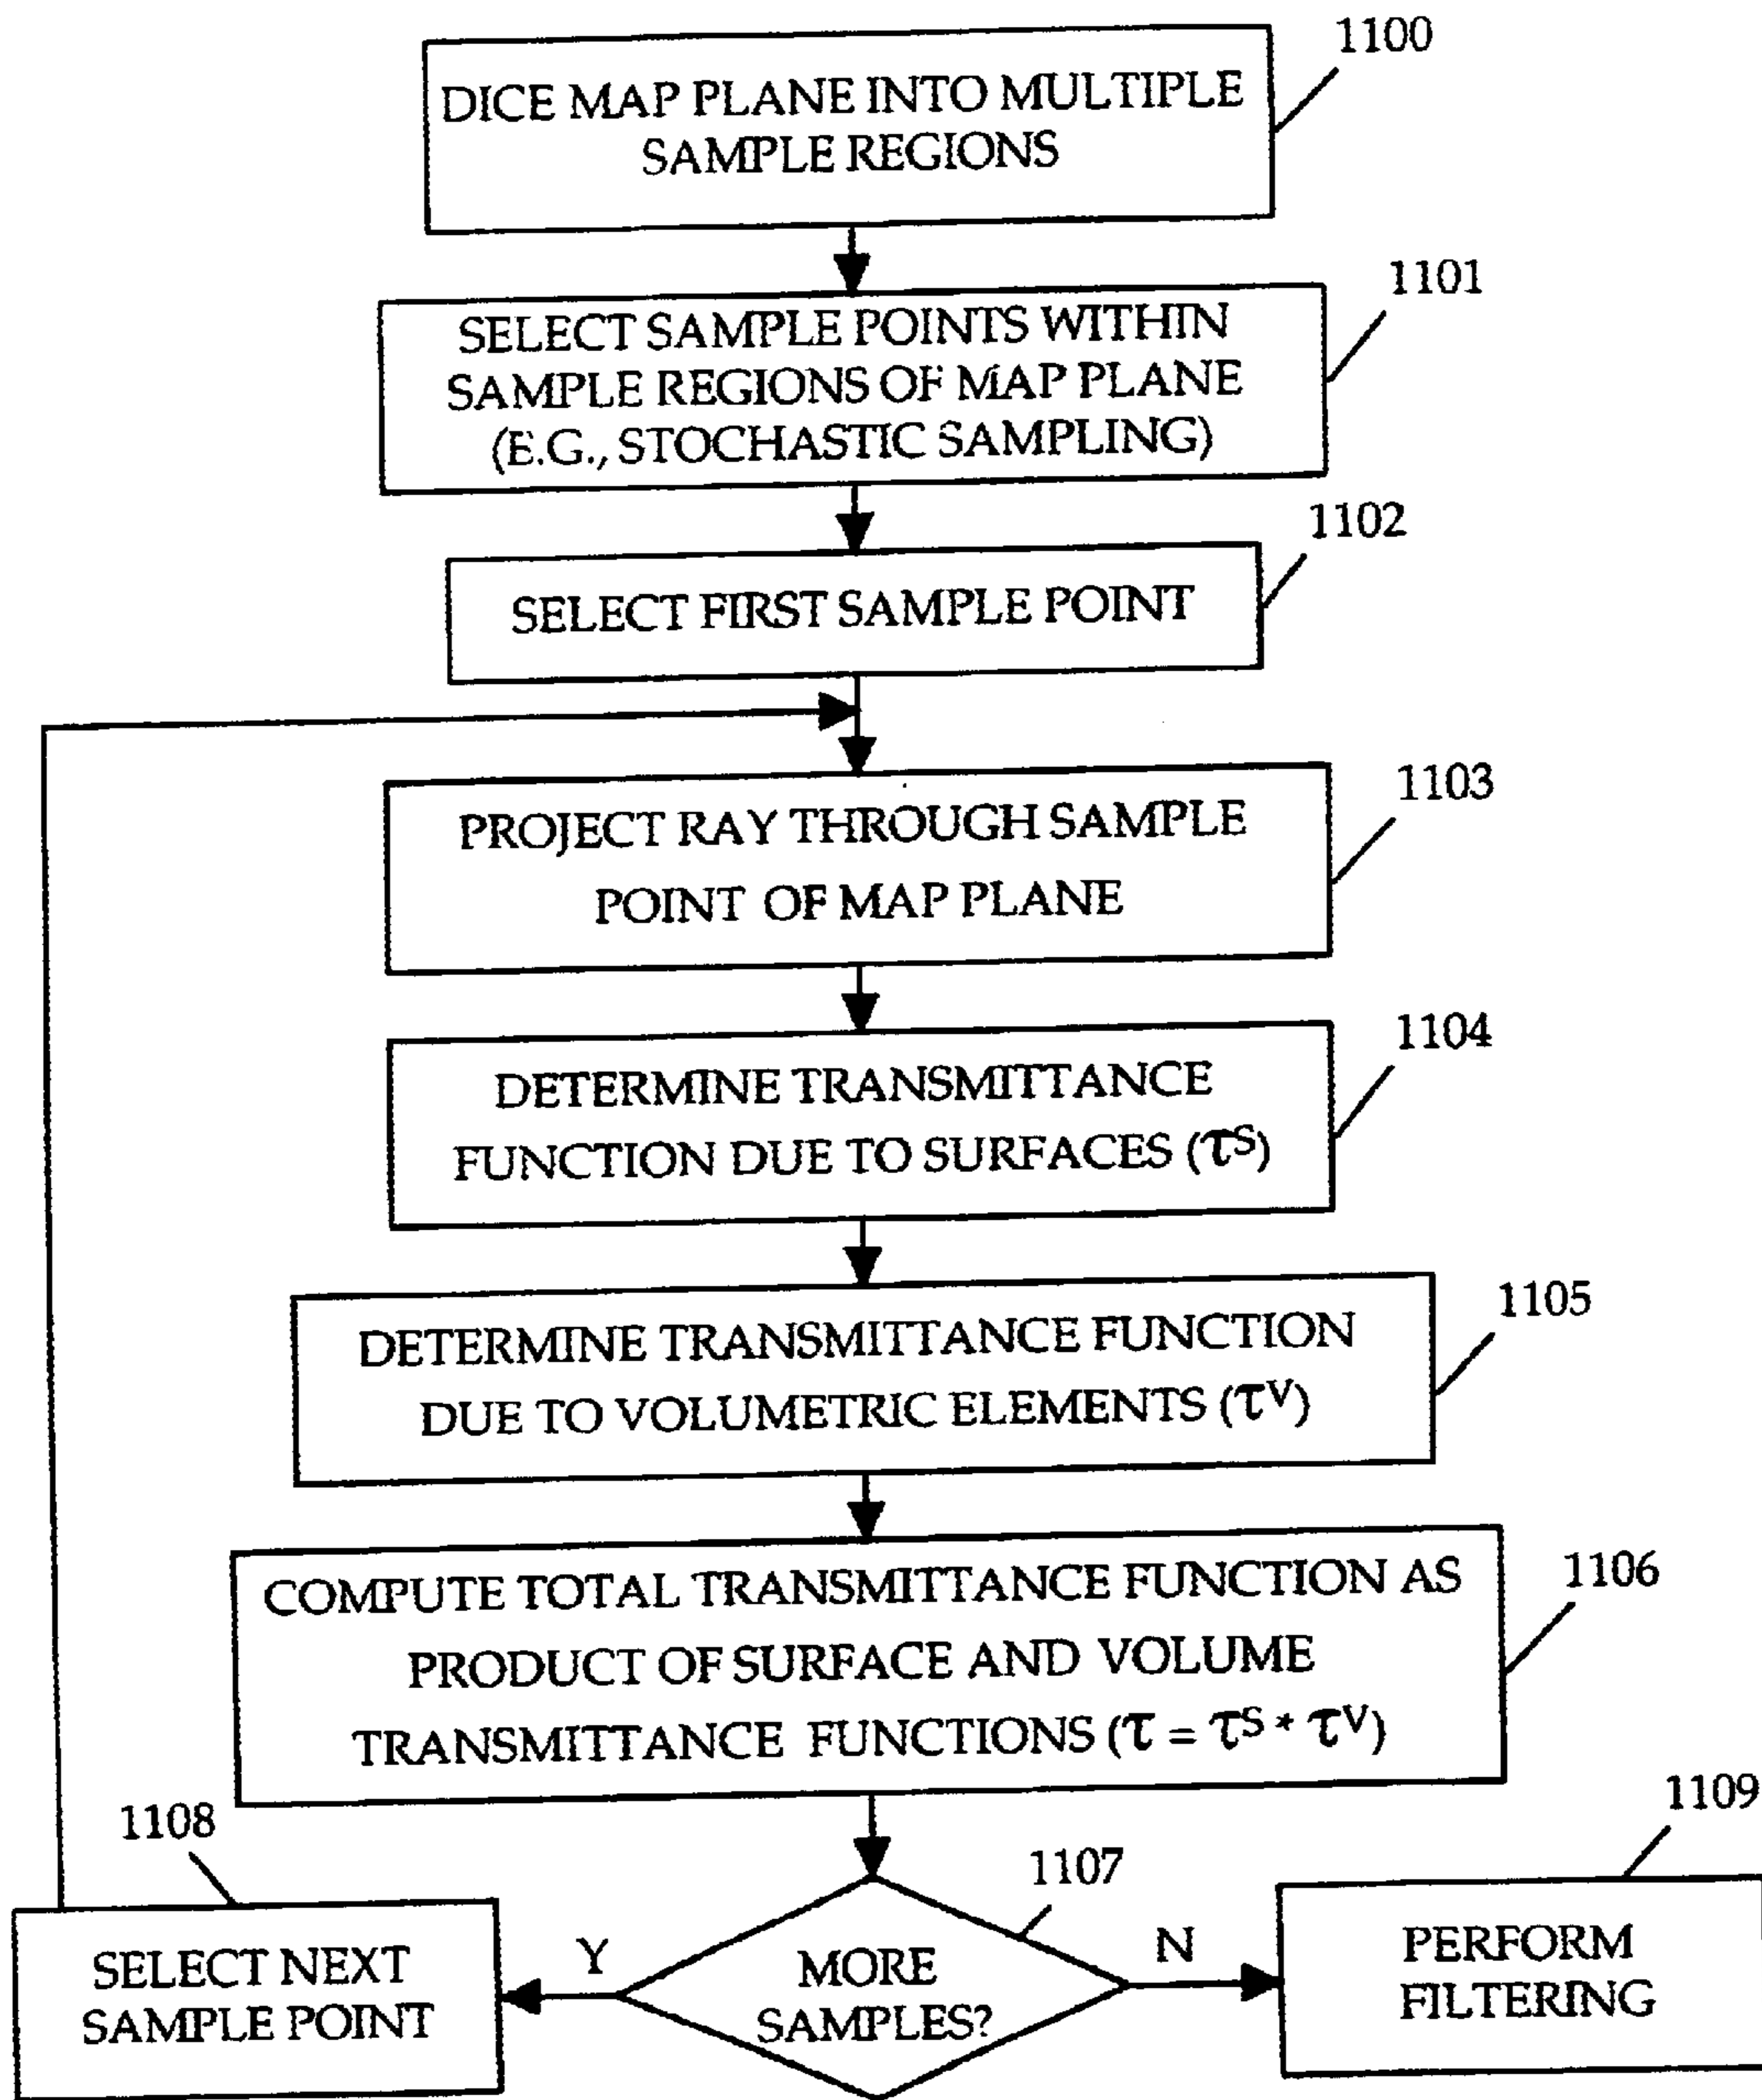 1100
DICE MAP PLANE INTO MULTIPLE
SAMPLE REGIONS
1101
SELECT SAMPLE POINTS WITHIN
SAMPLE REGIONS OF MAP PLANE
(E.G., STOCHASTIC SAMPLING)
1102
SELECT FIRST SAMPLE POINT
1103
PROJECT RAY THROUGH SAMPLE
POINT OF MAP PLANE
1104
DETERMINE TRANSMITTANCE
FUNCTION DUE TO SURFACES (τˢ)
1105
DETERMINE TRANSMITTANCE FUNCTION
DUE TO VOLUMETRIC ELEMENTS (τⱽ)
1106
COMPUTE TOTAL TRANSMITTANCE FUNCTION AS
PRODUCT OF SURFACE AND VOLUME
TRANSMITTANCE FUNCTIONS (τ = τˢ * τⱽ)
1108
SELECT NEXT
SAMPLE POINT
Y
1107
MORE
SAMPLES?
N
1109
PERFORM
FILTERING